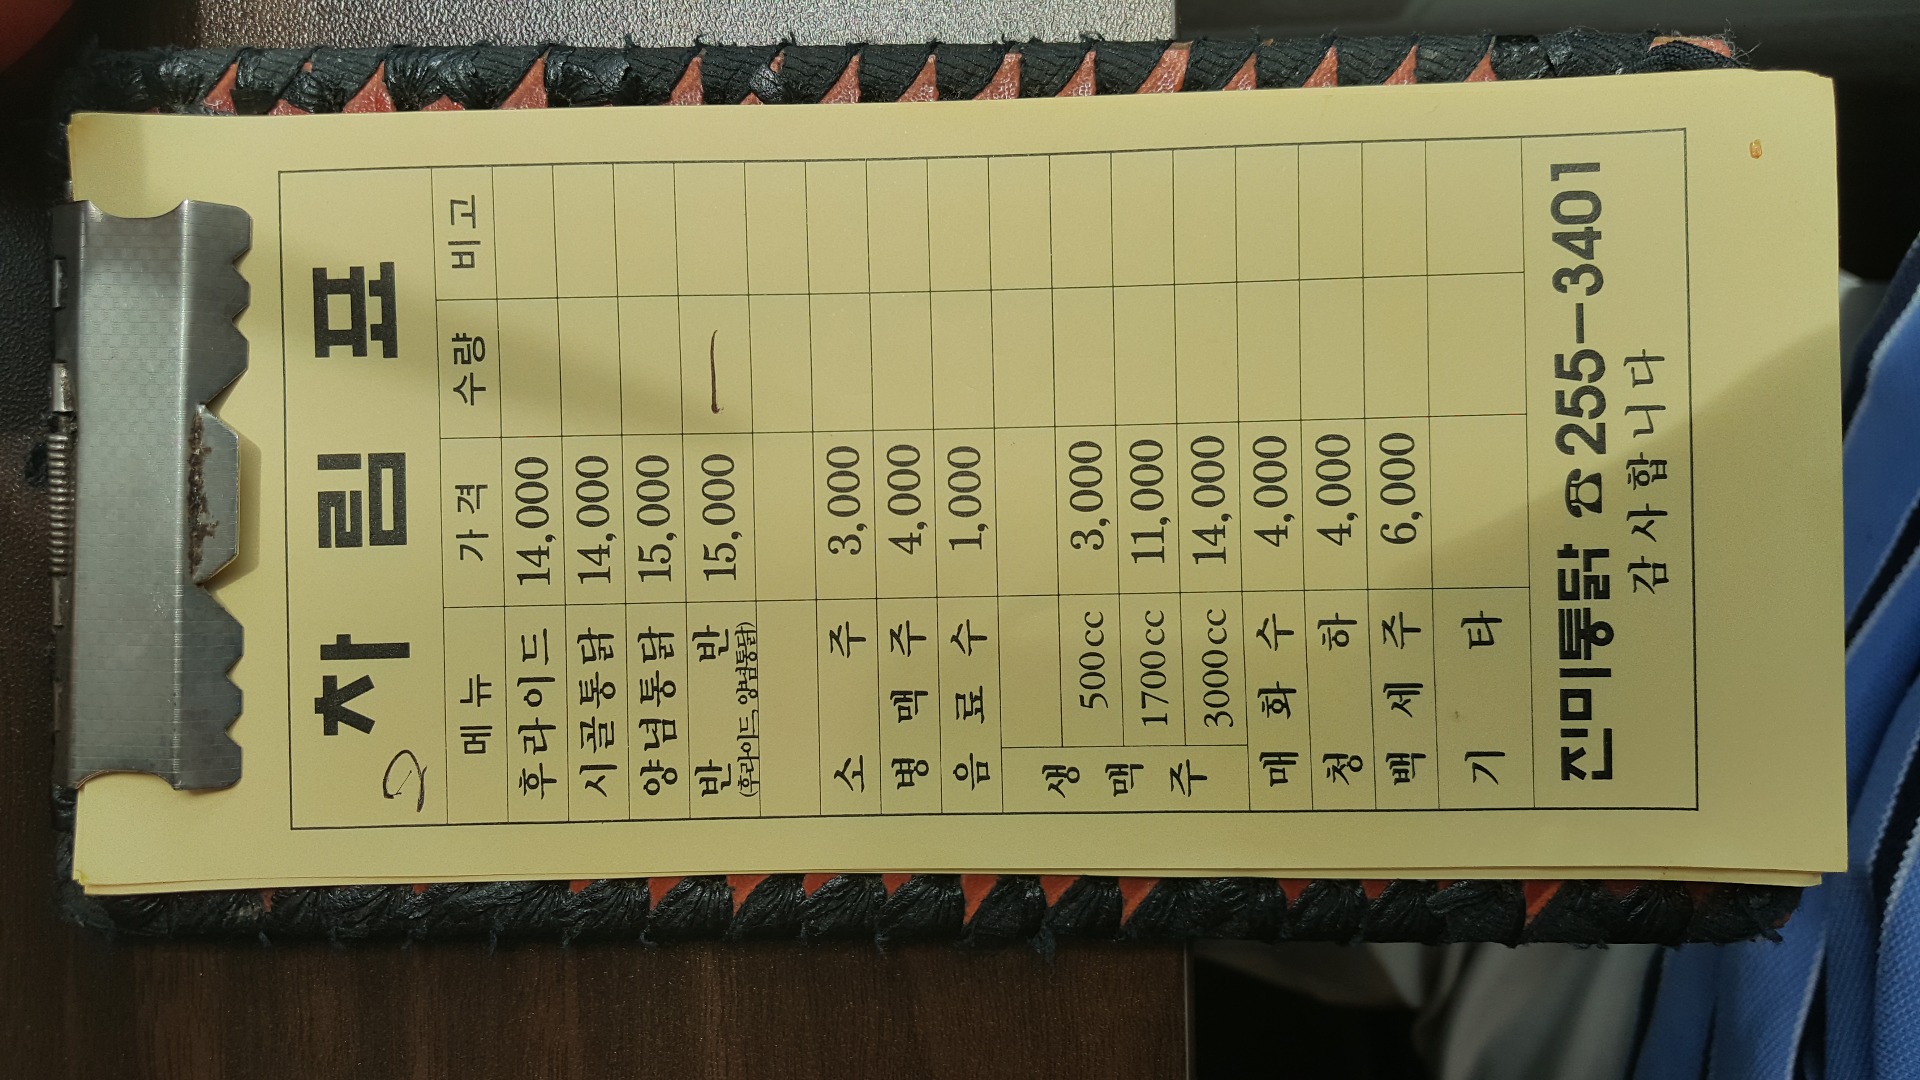 차림표
2
메뉴 가격 수량 비고
후라이드 14,000
시골통닭 14,000
양념통닭 15,000
반반 15,000 一
(후라이드, 양념통닭)
소주 3,000
병맥주 4,000
음료수 1,000
생맥주
500cc 3,000
1700cc 11,000
3000cc 14,000
매화수 4,000
청하 4,000
백세주 6,000
기타
진미통닭 ☎255-3401
감사합니다